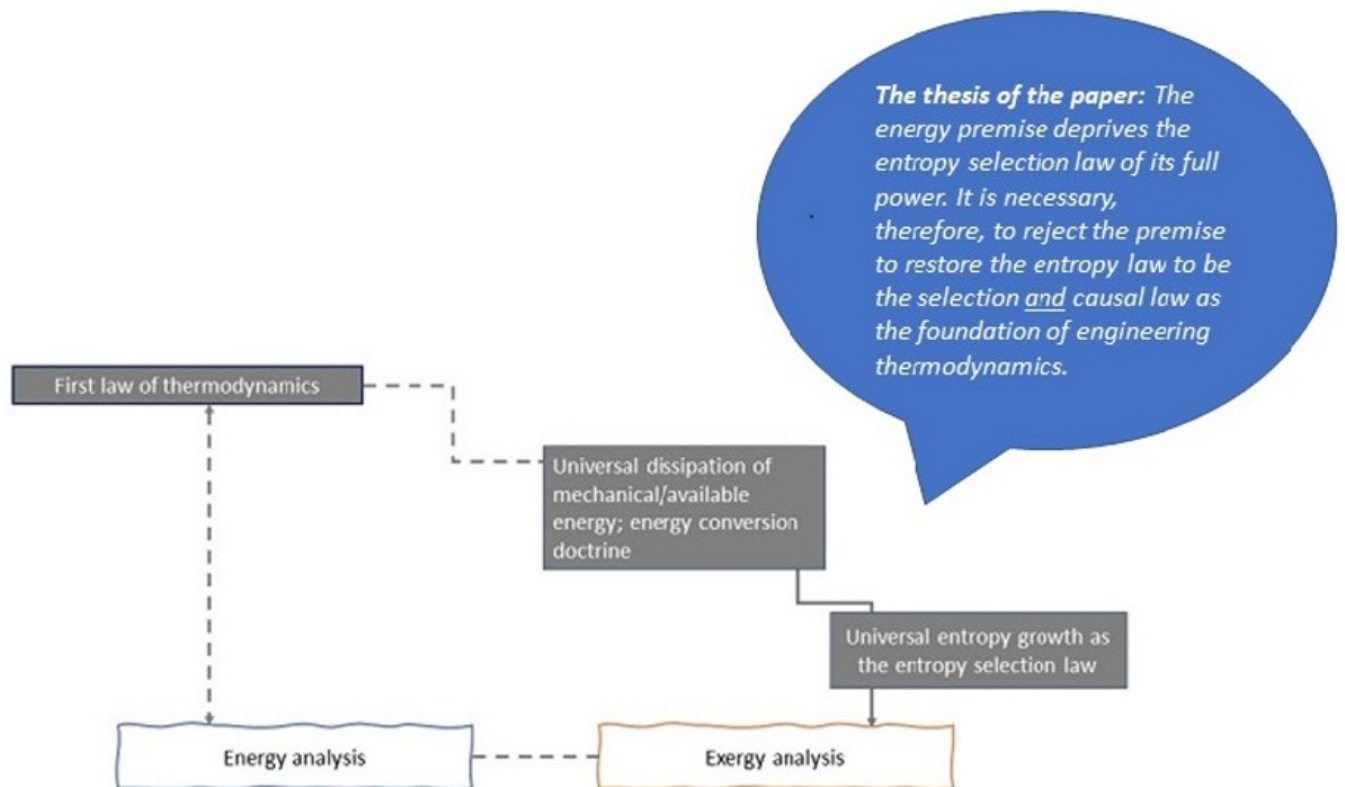 The thesis of the paper: The
energy premise deprives the
entropy selection law of its full
power. It is necessary,
therefore, to reject the premise
to restore the entropy law to be
the selection and causal law as
the foundation of engineering
thermodynamics.
First law of thermodynamics
Universal dissipation of
mechanical/available
energy; energy conversion
doctrine
Universal entropy growth as
the entropy selection law
Energy analysis
Exergy analysis